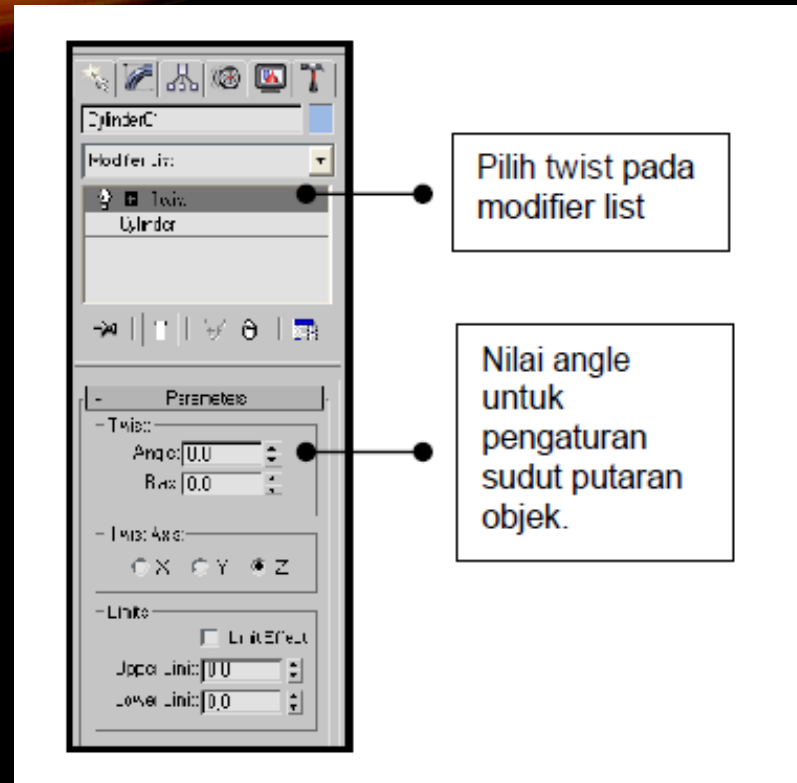 Cylinder
Modifier List
Twist
Cylinder
Pilih twist pada
modifier list
- Parameters
Twist:
Angle: 0.0
Bias: 0.0
Twist Axis:
X Y Z
Limits
Limit Effect
Upper Limit: 0.0
Lower Limit: 0.0
Nilai angle
untuk
pengaturan
sudut putaran
objek.